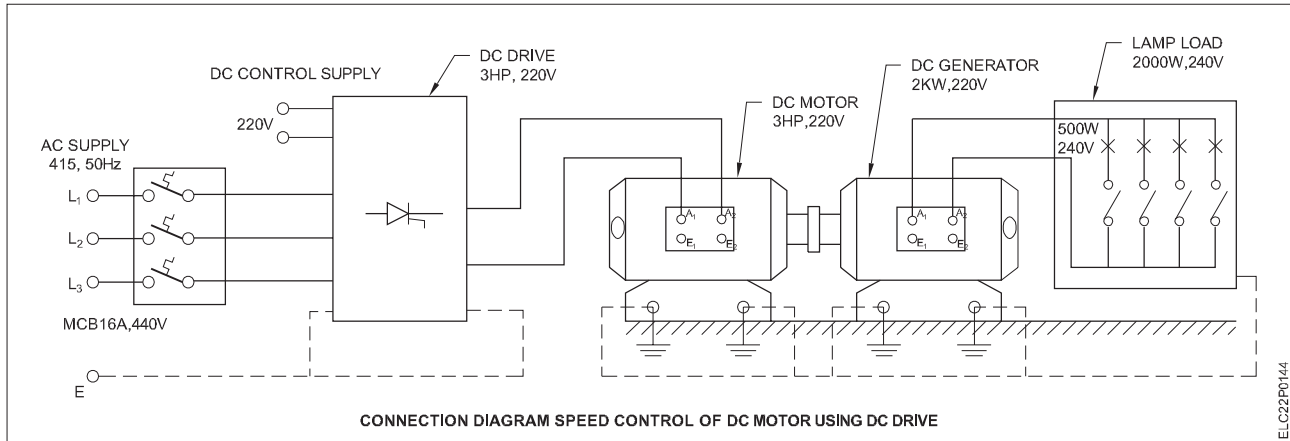 DC DRIVE
3HP, 220V
DC CONTROL SUPPLY
220V
AC SUPPLY
415, 50Hz
L1
L2
L3
MCB16A,440V
E
DC MOTOR
3HP,220V
DC GENERATOR
2KW,220V
LAMP LOAD
2000W,240V
500W
240V
A1 A2
E1 E2
A1 A2
E1 E2
CONNECTION DIAGRAM SPEED CONTROL OF DC MOTOR USING DC DRIVE
ELC22P0144